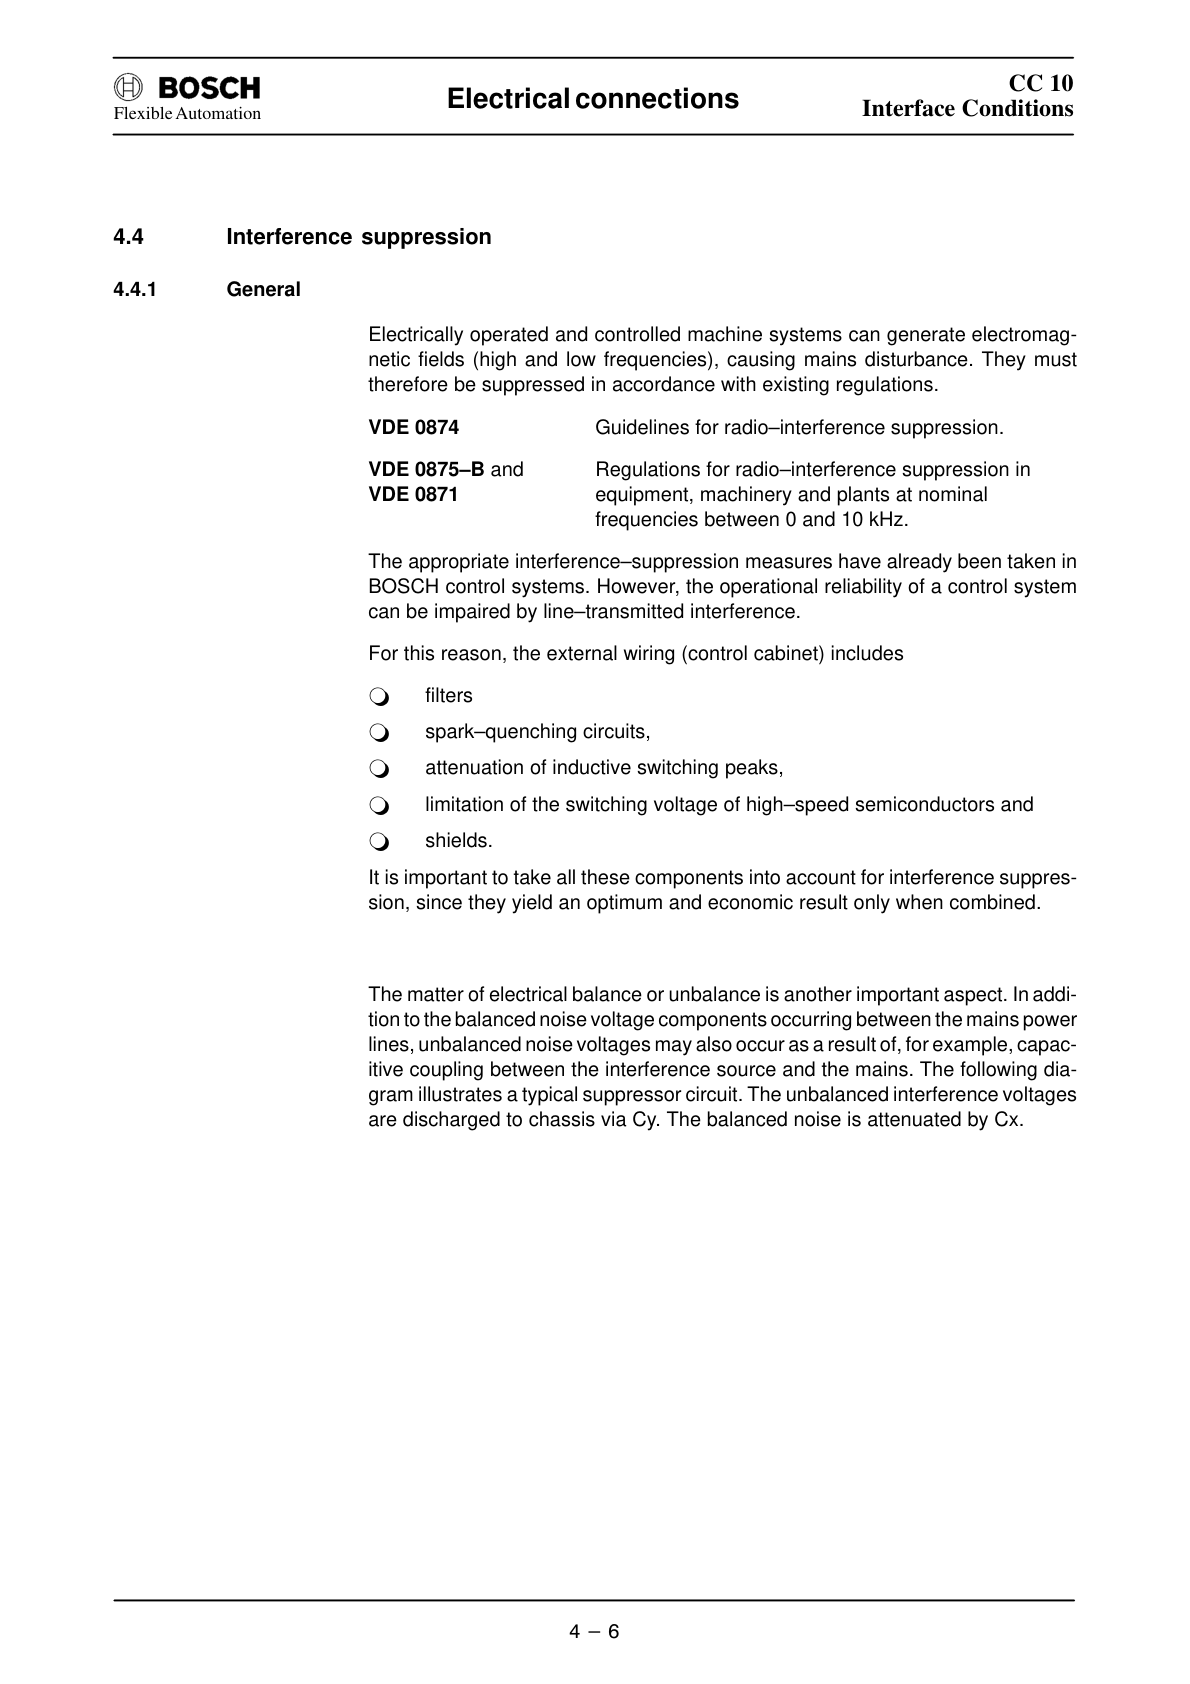 BOSCH
Flexible Automation
Electrical connections
CC 10
Interface Conditions
4.4 Interference suppression
4.4.1 General
Electrically operated and controlled machine systems can generate electromag-
netic fields (high and low frequencies), causing mains disturbance. They must
therefore be suppressed in accordance with existing regulations.
VDE 0874 Guidelines for radio–interference suppression.
VDE 0875–B and Regulations for radio–interference suppression in
VDE 0871 equipment, machinery and plants at nominal
frequencies between 0 and 10 kHz.
The appropriate interference–suppression measures have already been taken in
BOSCH control systems. However, the operational reliability of a control system
can be impaired by line–transmitted interference.
For this reason, the external wiring (control cabinet) includes
❍ filters
❍ spark–quenching circuits,
❍ attenuation of inductive switching peaks,
❍ limitation of the switching voltage of high–speed semiconductors and
❍ shields.
It is important to take all these components into account for interference suppres-
sion, since they yield an optimum and economic result only when combined.
The matter of electrical balance or unbalance is another important aspect. In addi-
tion to the balanced noise voltage components occurring between the mains power
lines, unbalanced noise voltages may also occur as a result of, for example, capac-
itive coupling between the interference source and the mains. The following dia-
gram illustrates a typical suppressor circuit. The unbalanced interference voltages
are discharged to chassis via Cy. The balanced noise is attenuated by Cx.
4 – 6